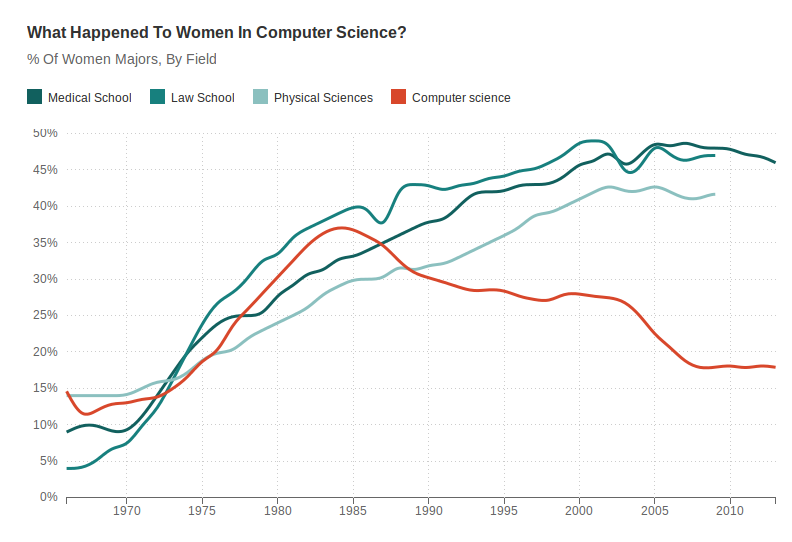 What Happened To Women In Computer Science?
% Of Women Majors, By Field
Medical School Law School Physical Sciences Computer science
50%
45%
40%
35%
30%
25%
20%
15%
10%
5%
0%
1970 1975 1980 1985 1990 1995 2000 2005 2010